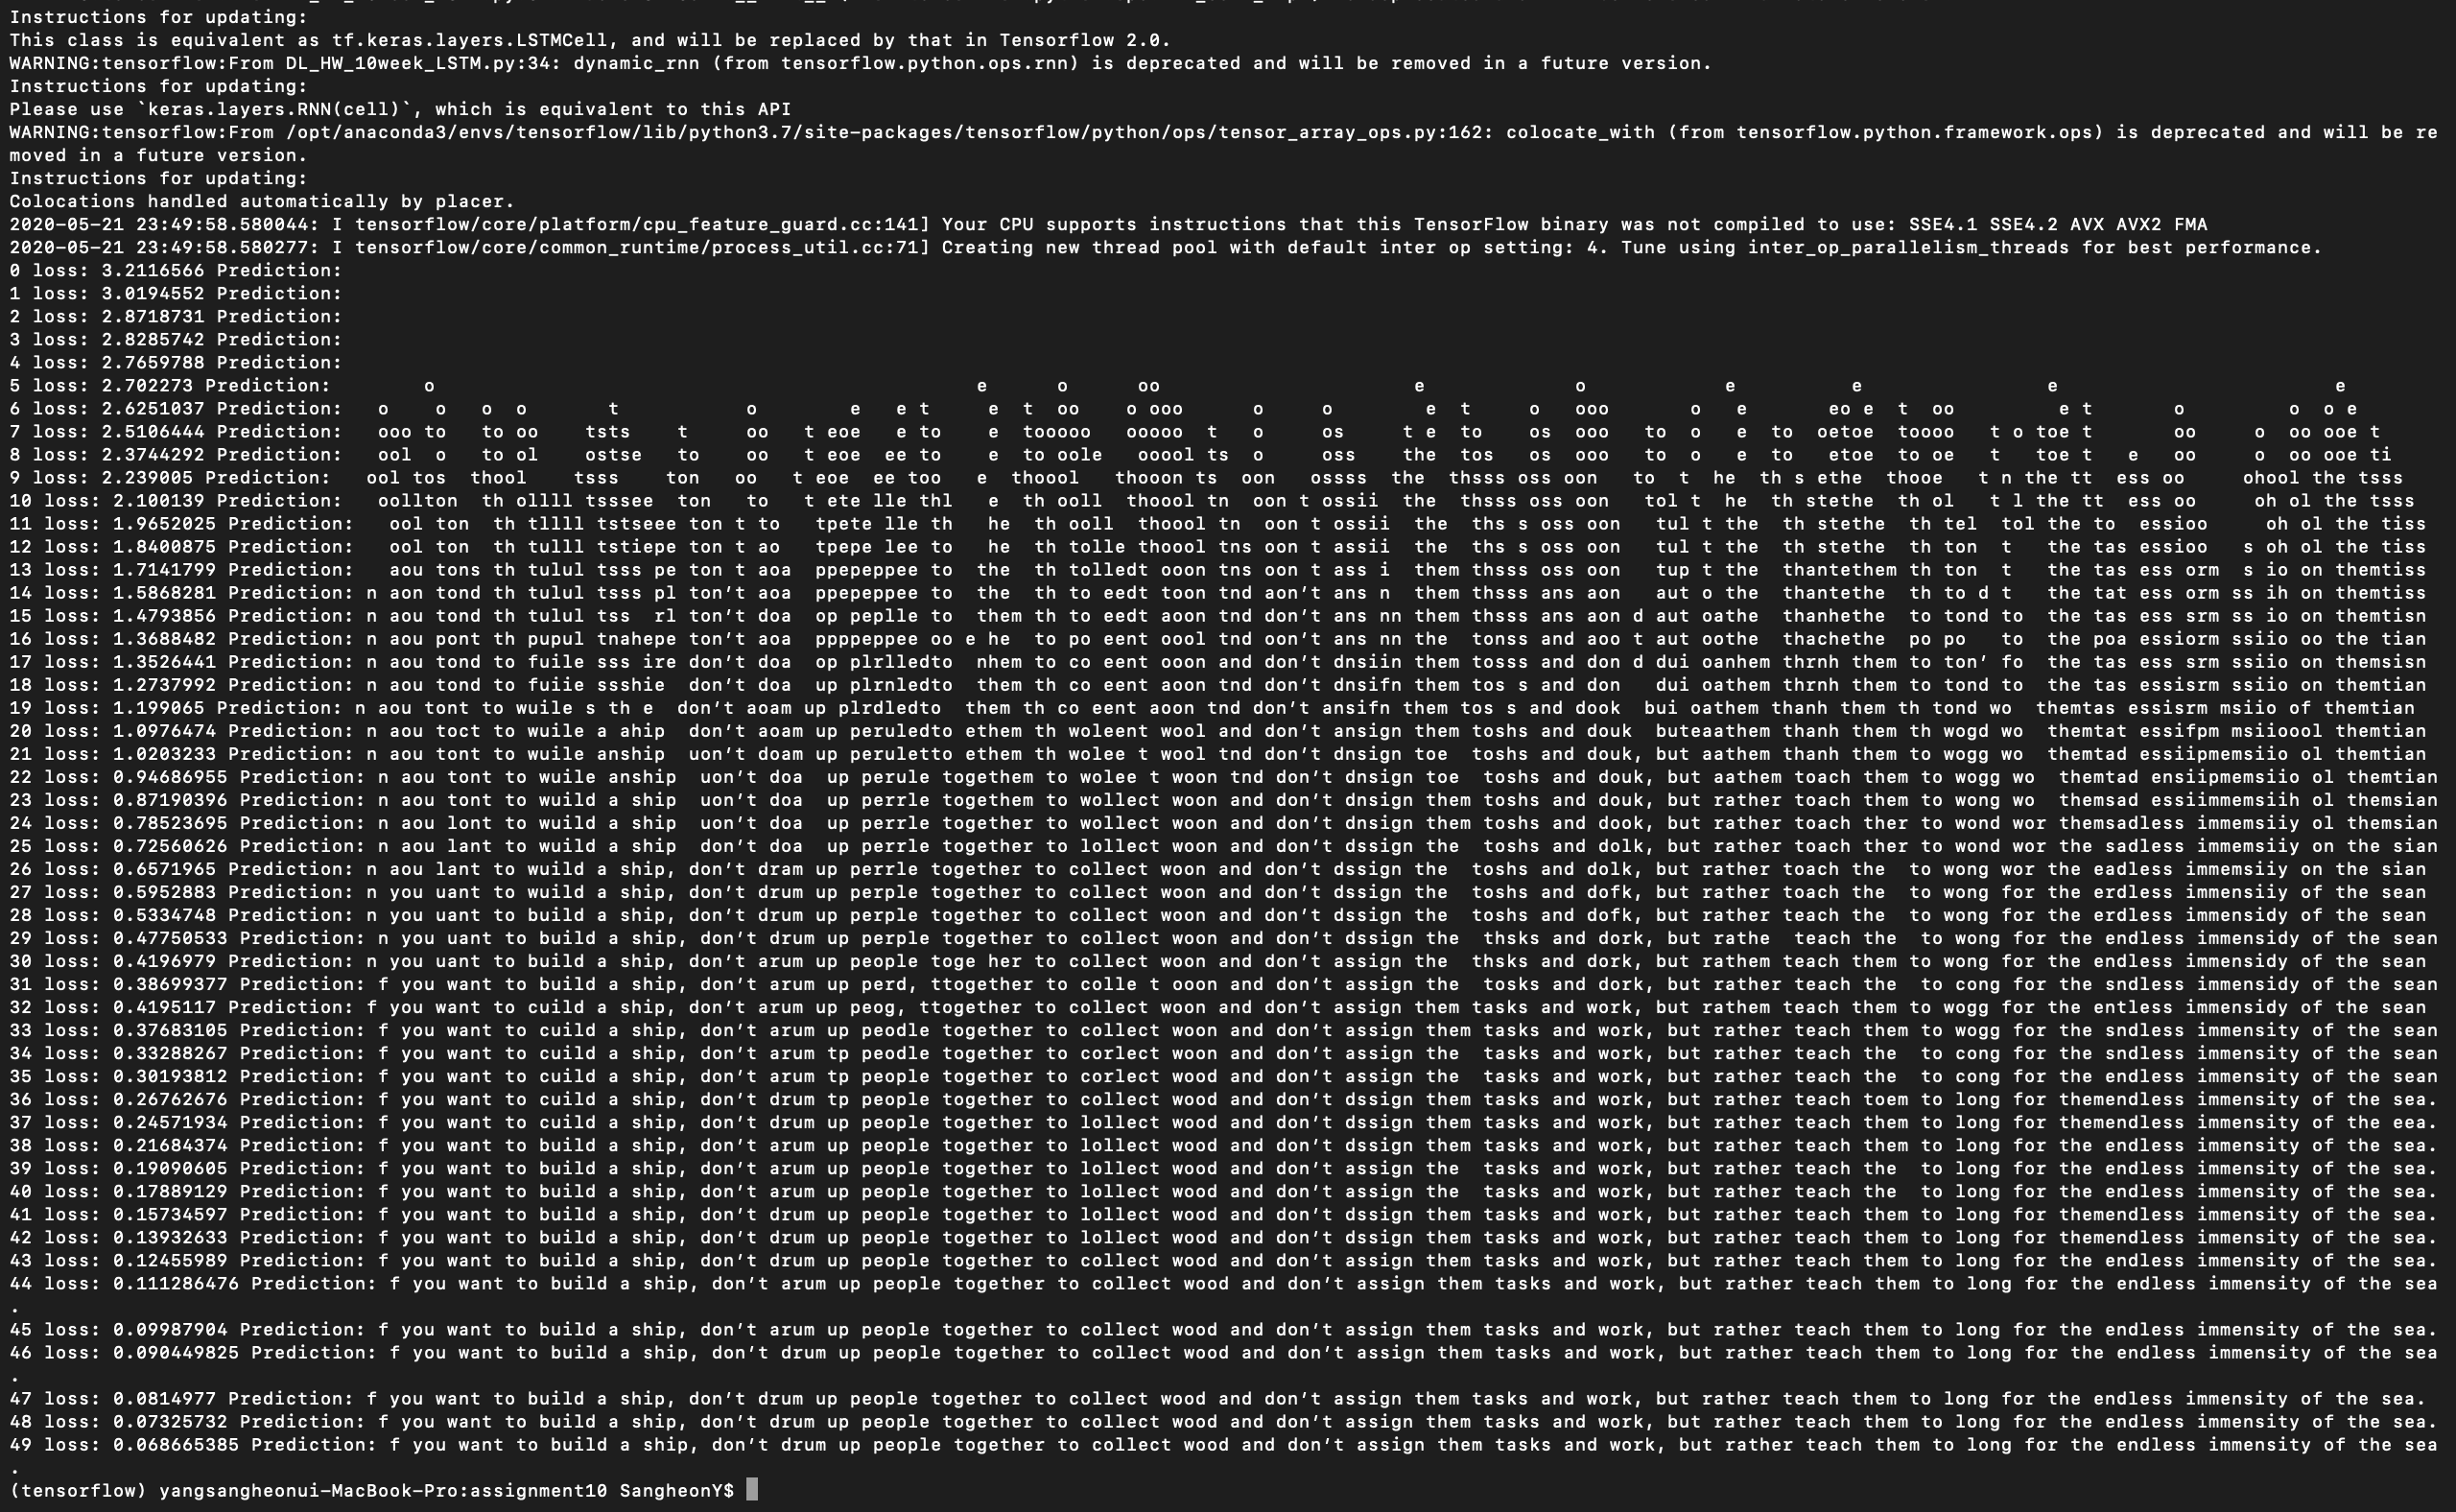 Instructions for updating:
This class is equivalent as tf.keras.layers.LSTMCell, and will be replaced by that in Tensorflow 2.0.
WARNING:tensorflow:From DL_HW_10week_LSTM.py:34: dynamic_rnn (from tensorflow.python.ops.rnn) is deprecated and will be removed in a future version.
Instructions for updating:
Please use `keras.layers.RNN(cell)`, which is equivalent to this API
WARNING:tensorflow:From /opt/anaconda3/envs/tensorflow/lib/python3.7/site-packages/tensorflow/python/ops/tensor_array_ops.py:162: colocate_with (from tensorflow.python.framework.ops) is deprecated and will be re
moved in a future version.
Instructions for updating:
Colocations handled automatically by placer.
2020-05-21 23:49:58.580044: I tensorflow/core/platform/cpu_feature_guard.cc:141] Your CPU supports instructions that this TensorFlow binary was not compiled to use: SSE4.1 SSE4.2 AVX AVX2 FMA
2020-05-21 23:49:58.580277: I tensorflow/core/common_runtime/process_util.cc:71] Creating new thread pool with default inter op setting: 4. Tune using inter_op_parallelism_threads for best performance.
0 loss: 3.2116566 Prediction:
1 loss: 3.0194552 Prediction:
2 loss: 2.8718731 Prediction:
3 loss: 2.8285742 Prediction:
4 loss: 2.7659788 Prediction:
5 loss: 2.702273 Prediction: o e o oo e o e e e e
6 loss: 2.6251037 Prediction: o o o o t o e e t e t oo o ooo o o e t o ooo o e eo e t oo e t o o o e
7 loss: 2.5106444 Prediction: ooo to to oo tsts t oo t eoe e to e tooooo ooooo t o os t e to os ooo to o e to oetoe toooo t o toe t oo o oo ooe t
8 loss: 2.3744292 Prediction: ool o to ol ostse to oo t eoe ee to e to oole ooool ts o oss the tos os ooo to o e to etoe to oe t toe t e oo o oo ooe ti
9 loss: 2.239005 Prediction: ool tos thool tsss ton oo t eoe ee too e thoool thooon ts oon ossss the thsss oss oon to t he th s ethe thooe t n the tt ess oo ohool the tsss
10 loss: 2.100139 Prediction: oollton th ollll tsssee ton to t ete lle thl e th ooll thoool tn oon t ossii the thsss oss oon tol t he th stethe th ol t l the tt ess oo oh ol the tsss
11 loss: 1.9652025 Prediction: ool ton th tllll tstseee ton t to tpete lle th he th ooll thoool tn oon t ossii the ths s oss oon tul t the th stethe th tel tol the to essioo oh ol the tiss
12 loss: 1.8400875 Prediction: ool ton th tulll tstiepe ton t ao tpepe lee to he th tolle thoool tns oon t assii the ths s oss oon tul t the th stethe th ton t the tas essioo s oh ol the tiss
13 loss: 1.7141799 Prediction: aou tons th tulul tsss pe ton t aoa ppepeppee to the th tolledt ooon tns oon t ass i them thsss oss oon tup t the thantethem th ton t the tas ess orm s io on themtiss
14 loss: 1.5868281 Prediction: n aon tond th tulul tsss pl ton’t aoa ppepeppee to the th to eedt toon tnd aon’t ans n them thsss ans aon aut o the thantethe th to d t the tat ess orm ss ih on themtiss
15 loss: 1.4793856 Prediction: n aou tond th tulul tss rl ton’t doa op peplle to them th to eedt aoon tnd don’t ans nn them thsss ans aon d aut oathe thanhethe to tond to the tas ess srm ss io on themtisn
16 loss: 1.3688482 Prediction: n aou pont th pupul tnahepe ton’t aoa ppppeppee oo e he to po eent oool tnd don’t ans nn the tonss and aoo t aut oothe thachethe po po to the poa essiorm ssiio oo the tian
17 loss: 1.3526441 Prediction: n aou tond to fuile sss ire don’t doa op plrlledto nhem to co eent ooon and don’t dnsiin them tosss and don d dui oanhem thrnh them to ton’ fo the tas ess srm ssiio on themsisn
18 loss: 1.2737992 Prediction: n aou tond to fuiie ssshie don’t doa up plrnledto them th co eent aoon tnd don’t dnsifn them tos s and don dui oathem thrnh them to tond to the tas essisrm ssiio on themtian
19 loss: 1.199065 Prediction: n aou tont to wuile s th e don’t aoam up plrdledto them th co eent aoon tnd don’t ansifn them tos s and dook bui oathem thanh them th tond wo themtas essisrm msiio of themtian
20 loss: 1.0976474 Prediction: n aou toct to wuile a ahip don’t aoam up peruledto ethem th woleent wool and don’t ansign them toshs and douk buteaathem thanh them th wogd wo themtat essifpm msiioool themtian
21 loss: 1.0203233 Prediction: n aou tont to wuile anship uon’t doam up peruletto ethem th wolee t wool tnd don’t dnsign toe toshs and douk, but aathem thanh them to wogg wo themtad essiipmemsiio ol themtian
22 loss: 0.94686955 Prediction: n aou tont to wuile anship uon’t doa up perule togethem to wolee t woon tnd don’t dnsign toe toshs and douk, but aathem toach them to wogg wo themtad ensiipmemsiio ol themtian
23 loss: 0.87190396 Prediction: n aou tont to wuild a ship uon’t doa up perrle togethem to wollect woon and don’t dnsign them toshs and douk, but rather toach them to wong wo themsad essiimmemsiih ol themsian
24 loss: 0.78523695 Prediction: n aou lont to wuild a ship uon’t doa up perrle together to wollect woon and don’t dnsign them toshs and dook, but rather toach ther to wond wor themsadless immemsiiy ol themsian
25 loss: 0.72560626 Prediction: n aou lant to wuild a ship don’t doa up perrle together to lollect woon and don’t dssign the toshs and dolk, but rather toach ther to wond wor the sadless immemsiiy on the sian
26 loss: 0.6571965 Prediction: n aou lant to wuild a ship, don’t dram up perrle together to collect woon and don’t dssign the toshs and dolk, but rather toach the to wong wor the eadless immemsiiy on the sian
27 loss: 0.5952883 Prediction: n you uant to wuild a ship, don’t drum up perple together to collect woon and don’t dssign the toshs and dofk, but rather teach the to wong for the erdless immensiiy of the sean
28 loss: 0.5334748 Prediction: n you uant to build a ship, don’t drum up perple together to collect woon and don’t dssign the toshs and dofk, but rather teach the to wong for the erdless immensidy of the sean
29 loss: 0.47750533 Prediction: n you uant to build a ship, don’t drum up perple together to collect woon and don’t dssign the thsks and dork, but rathe teach the to wong for the endless immensidy of the sean
30 loss: 0.4196979 Prediction: n you uant to build a ship, don’t arum up people toge her to collect woon and don’t assign the thsks and dork, but rathem teach them to wong for the endless immensidy of the sean
31 loss: 0.38699377 Prediction: f you want to build a ship, don’t arum up perd, ttogether to colle t ooon and don’t assign the tosks and dork, but rather teach the to cong for the sndless immensidy of the sean
32 loss: 0.4195117 Prediction: f you want to cuild a ship, don’t arum up peog, ttogether to collect woon and don’t assign them tasks and work, but rathem teach them to wogg for the entless immensidy of the sean
33 loss: 0.37683105 Prediction: f you want to cuild a ship, don’t arum up peodle together to collect woon and don’t assign them tasks and work, but rather teach them to wogg for the sndless immensity of the sean
34 loss: 0.33288267 Prediction: f you want to cuild a ship, don’t arum tp peodle together to corlect woon and don’t assign the tasks and work, but rather teach the to cong for the sndless immensity of the sean
35 loss: 0.30193812 Prediction: f you want to cuild a ship, don’t arum tp people together to corlect wood and don’t assign the tasks and work, but rather teach the to cong for the endless immensity of the sean
36 loss: 0.26762676 Prediction: f you want to cuild a ship, don’t drum tp people together to collect wood and don’t dssign them tasks and work, but rather teach toem to long for themendless immensity of the sea.
37 loss: 0.24571934 Prediction: f you want to cuild a ship, don’t drum up people together to lollect wood and don’t dssign them tasks and work, but rather teach them to long for themendless immensity of the eea.
38 loss: 0.21684374 Prediction: f you want to build a ship, don’t drum up people together to lollect wood and don’t dssign them tasks and work, but rather teach them to long for the endless immensity of the sea.
39 loss: 0.19090605 Prediction: f you want to build a ship, don’t arum up people together to lollect wood and don’t assign the tasks and work, but rather teach the to long for the endless immensity of the sea.
40 loss: 0.17889129 Prediction: f you want to build a ship, don’t arum up people together to lollect wood and don’t assign the tasks and work, but rather teach the to long for the endless immensity of the sea.
41 loss: 0.15734597 Prediction: f you want to build a ship, don’t drum up people together to lollect wood and don’t dssign them tasks and work, but rather teach them to long for themendless immensity of the sea.
42 loss: 0.13932633 Prediction: f you want to build a ship, don’t drum up people together to lollect wood and don’t dssign them tasks and work, but rather teach them to long for themendless immensity of the sea.
43 loss: 0.12455989 Prediction: f you want to build a ship, don’t drum up people together to collect wood and don’t assign them tasks and work, but rather teach them to long for the endless immensity of the sea.
44 loss: 0.111286476 Prediction: f you want to build a ship, don’t arum up people together to collect wood and don’t assign them tasks and work, but rather teach them to long for the endless immensity of the sea
.
45 loss: 0.09987904 Prediction: f you want to build a ship, don’t arum up people together to collect wood and don’t assign them tasks and work, but rather teach them to long for the endless immensity of the sea.
46 loss: 0.090449825 Prediction: f you want to build a ship, don’t drum up people together to collect wood and don’t assign them tasks and work, but rather teach them to long for the endless immensity of the sea
.
47 loss: 0.0814977 Prediction: f you want to build a ship, don’t drum up people together to collect wood and don’t assign them tasks and work, but rather teach them to long for the endless immensity of the sea.
48 loss: 0.07325732 Prediction: f you want to build a ship, don’t drum up people together to collect wood and don’t assign them tasks and work, but rather teach them to long for the endless immensity of the sea.
49 loss: 0.068665385 Prediction: f you want to build a ship, don’t drum up people together to collect wood and don’t assign them tasks and work, but rather teach them to long for the endless immensity of the sea
.
(tensorflow) yangsangheonui-MacBook-Pro:assignment10 SangheonY$